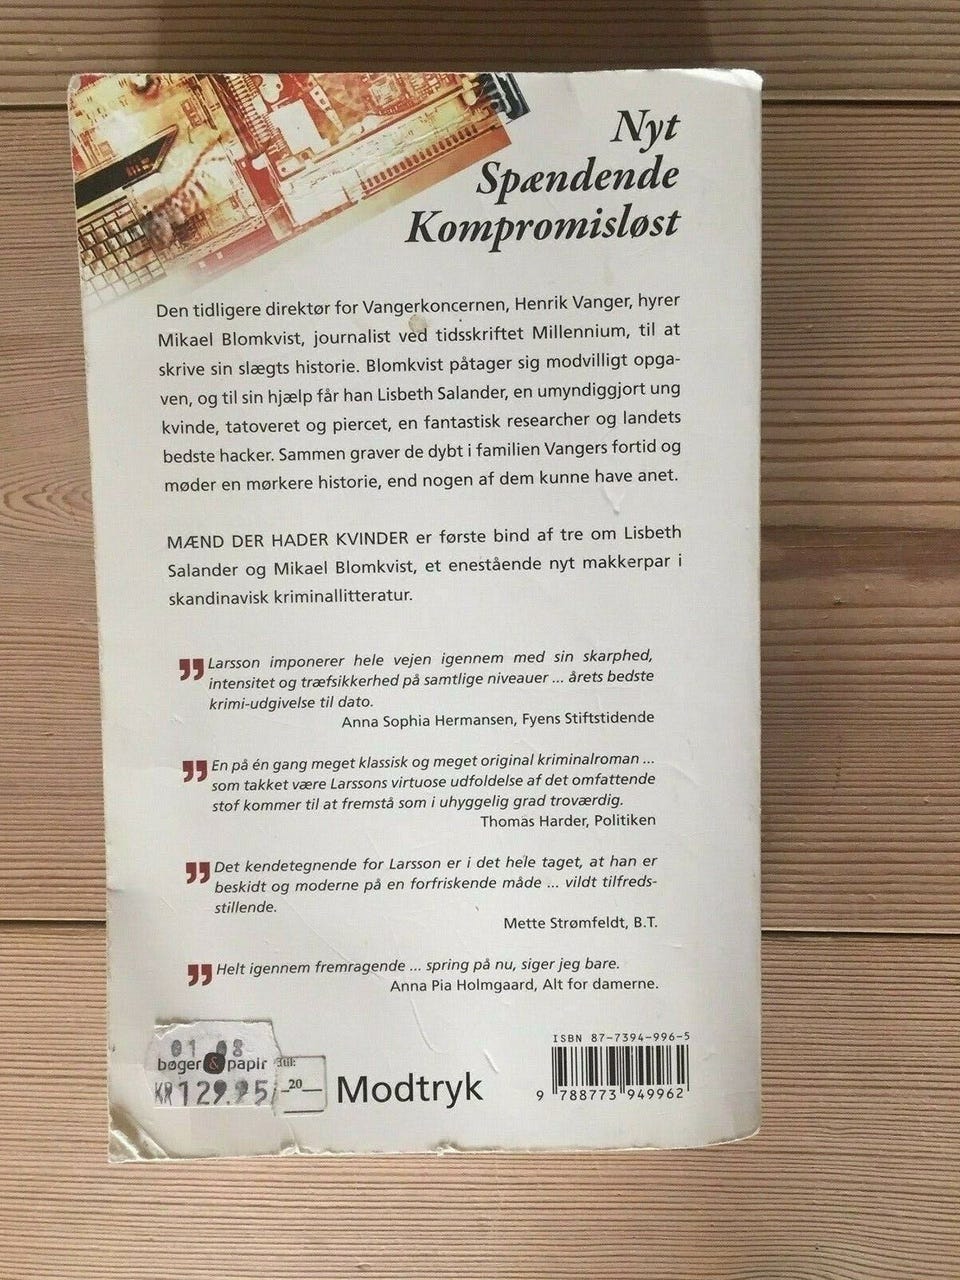 Nyt
Spændende
Kompromisløst
Den tidligere direktør for Vangerkoncernen, Henrik Vanger, hyrer
Mikael Blomkvist, journalist ved tidsskriftet Millennium, til at
skrive sin slægts historie. Blomkvist påtager sig modvilligt opga-
ven, og til sin hjælp får han Lisbeth Salander, en umyndiggjort ung
kvinde, tatoveret og piercet, en fantastisk researcher og landets
bedste hacker. Sammen graver de dybt i familien Vangers fortid og
møder en mørkere historie, end nogen af dem kunne have anet.
MÆND DER HADER KVINDER er første bind af tre om Lisbeth
Salander og Mikael Blomkvist, et enestående nyt makkerpar i
skandinavisk kriminallitteratur.
❞ Larsson imponerer hele vejen igennem med sin skarphed,
intensitet og træfsikkerhed på samtlige niveauer ... årets bedste
krimi-udgivelse til dato.
Anna Sophia Hermansen, Fyens Stiftstidende
❞ En på én gang meget klassisk og meget original kriminalroman ...
som takket være Larssons virtuose udfoldelse af det omfattende
stof kommer til at fremstå som i uhyggelig grad troværdig.
Thomas Harder, Politiken
❞ Det kendetegnende for Larsson er i det hele taget, at han er
beskidt og moderne på en forfriskende måde ... vildt tilfreds-
stillende.
Mette Strømfeldt, B.T.
❞ Helt igennem fremragende ... spring på nu, siger jeg bare.
Anna Pia Holmgaard, Alt for damerne.
01 08
bøger & papir
KR 129.95
20
Modtryk
ISBN 87-7394-996-5
9 788773 949962